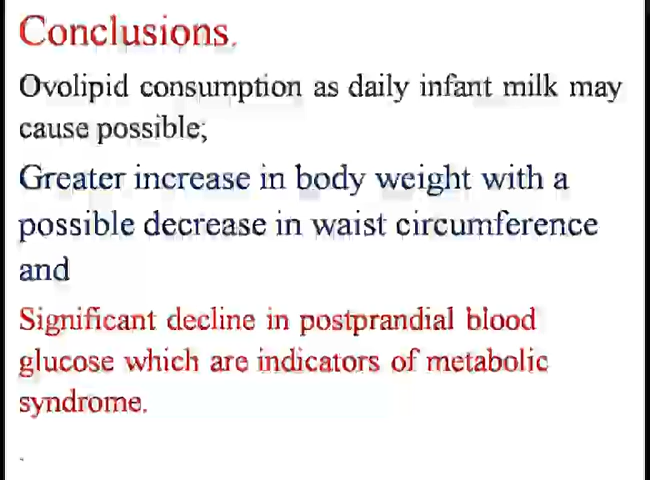 Conclusions.
Ovolipid consumption as daily infant milk may
cause possible;
Greater increase in body weight with a
possible decrease in waist circumference
and
Significant decline in postprandial blood
glucose which are indicators of metabolic
syndrome.
.